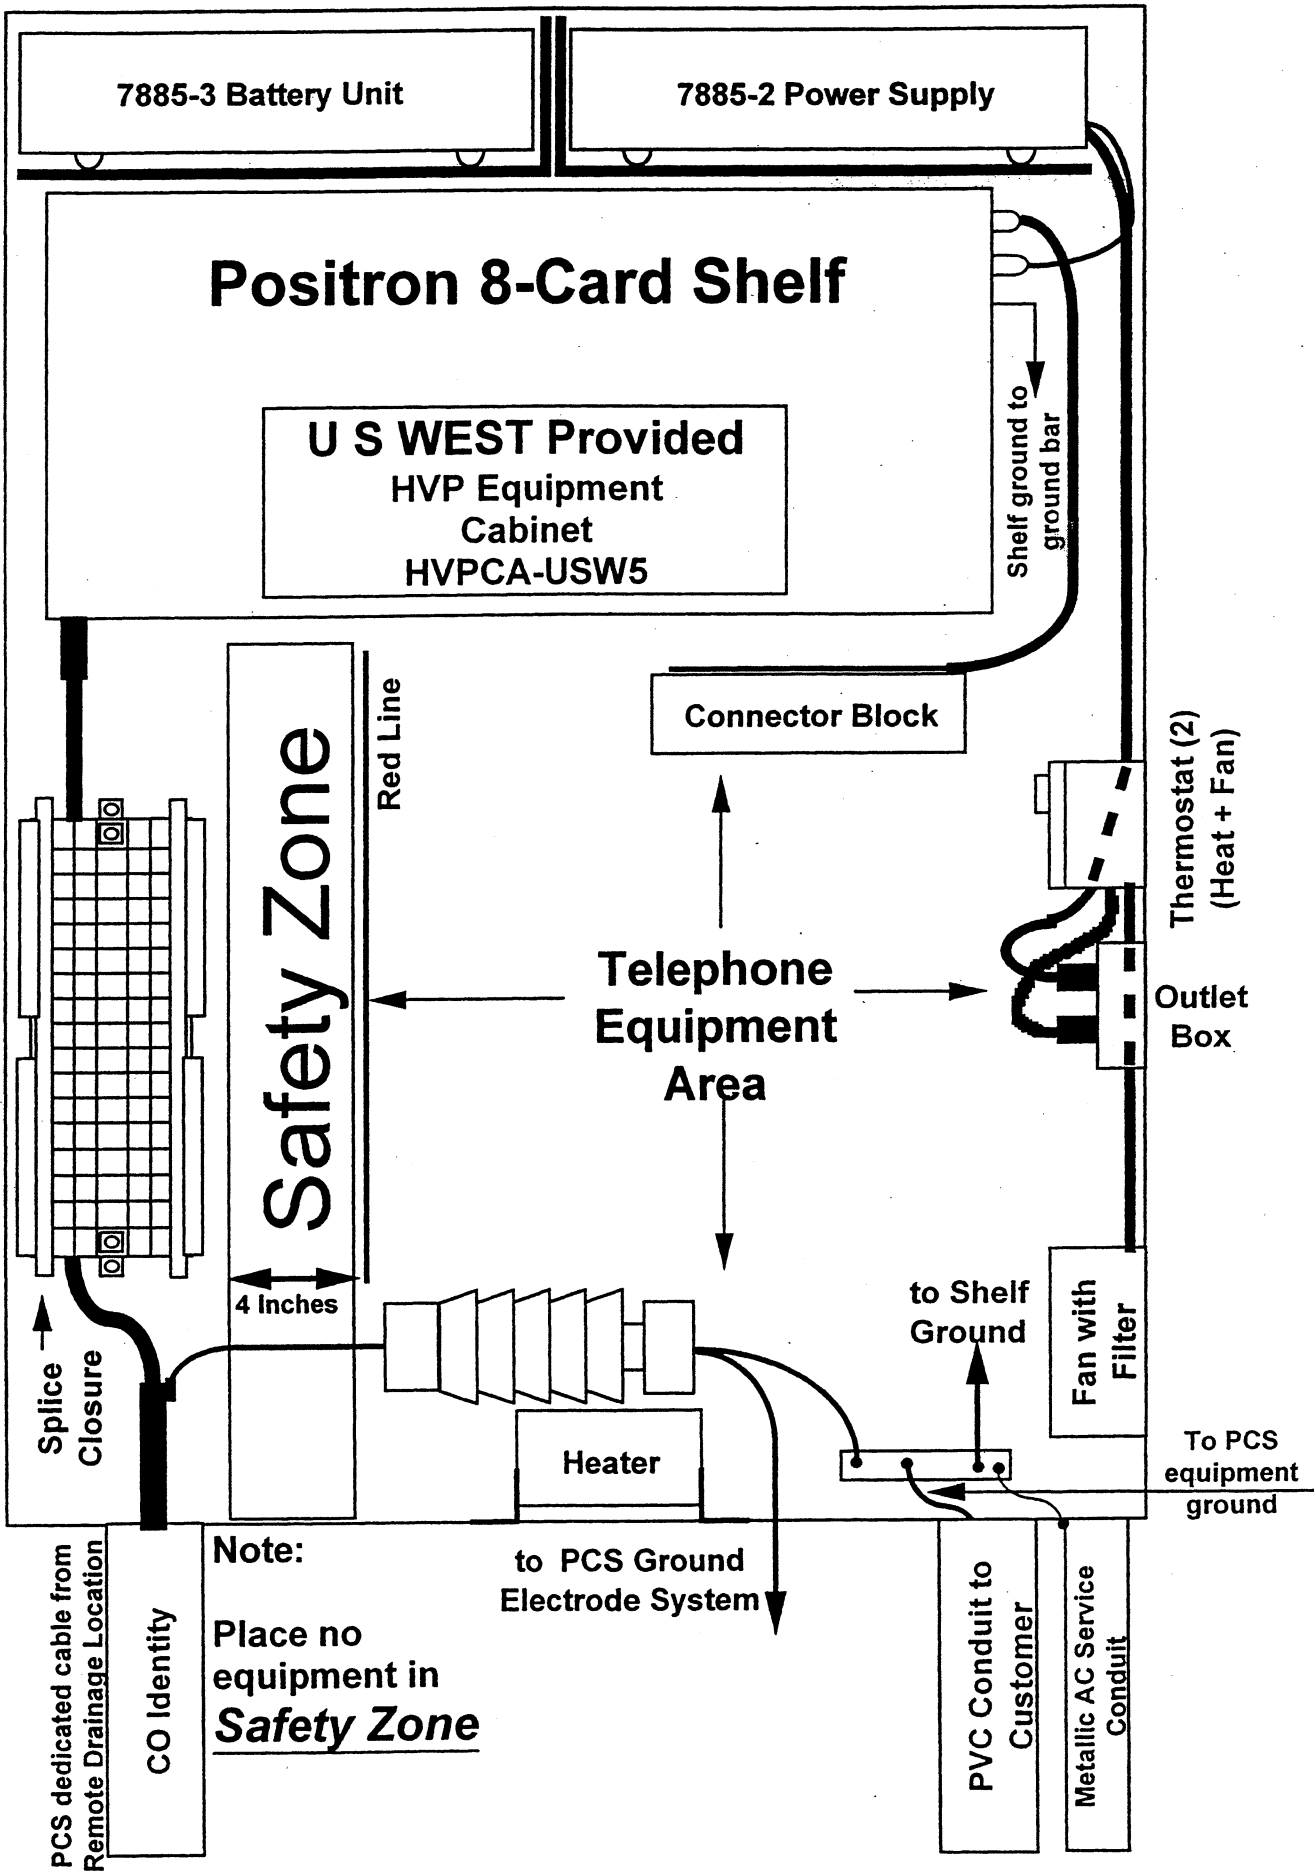 7885-3 Battery Unit
7885-2 Power Supply
Positron 8-Card Shelf
U S WEST Provided
HVP Equipment
Cabinet
HVPCA-USW5
Shelf ground to
ground bar
Red Line
Safety Zone
Connector Block
Thermostat (2)
(Heat + Fan)
Telephone
Equipment
Area
Outlet
Box
4 Inches
Splice
Closure
to Shelf
Ground
Fan with
Filter
Heater
To PCS
equipment
ground
PCS dedicated cable from
Remote Drainage Location
CO Identity
Note:
Place no
equipment in
Safety Zone
to PCS Ground
Electrode System
PVC Conduit to
Customer
Metallic AC Service
Conduit